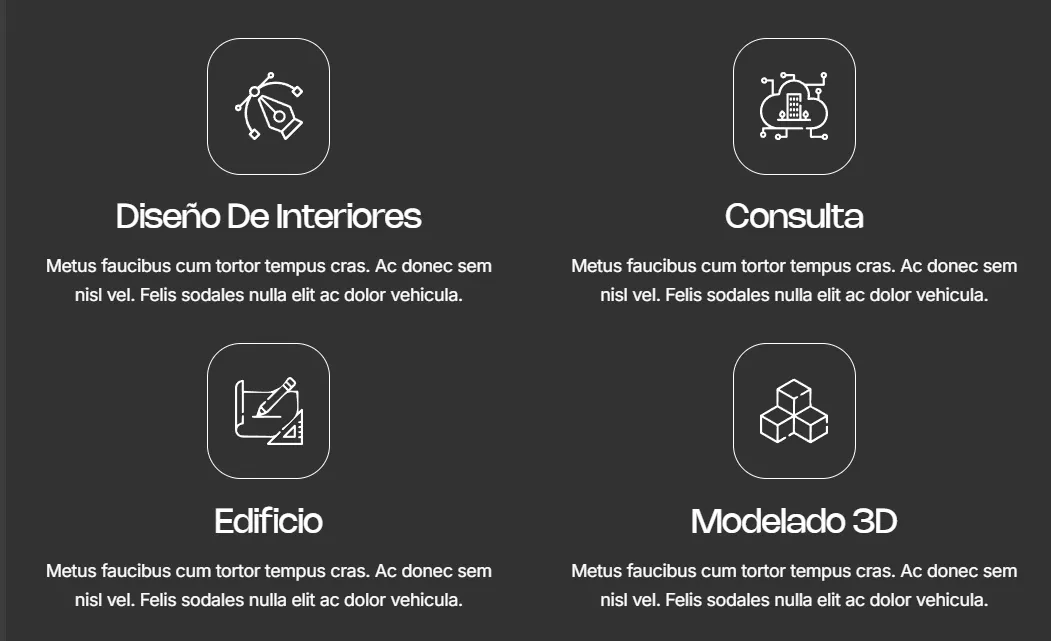 Diseño De Interiores
Metus faucibus cum tortor tempus cras. Ac donec sem
nisl vel. Felis sodales nulla elit ac dolor vehicula.
Consulta
Metus faucibus cum tortor tempus cras. Ac donec sem
nisl vel. Felis sodales nulla elit ac dolor vehicula.
Edificio
Metus faucibus cum tortor tempus cras. Ac donec sem
nisl vel. Felis sodales nulla elit ac dolor vehicula.
Modelado 3D
Metus faucibus cum tortor tempus cras. Ac donec sem
nisl vel. Felis sodales nulla elit ac dolor vehicula.